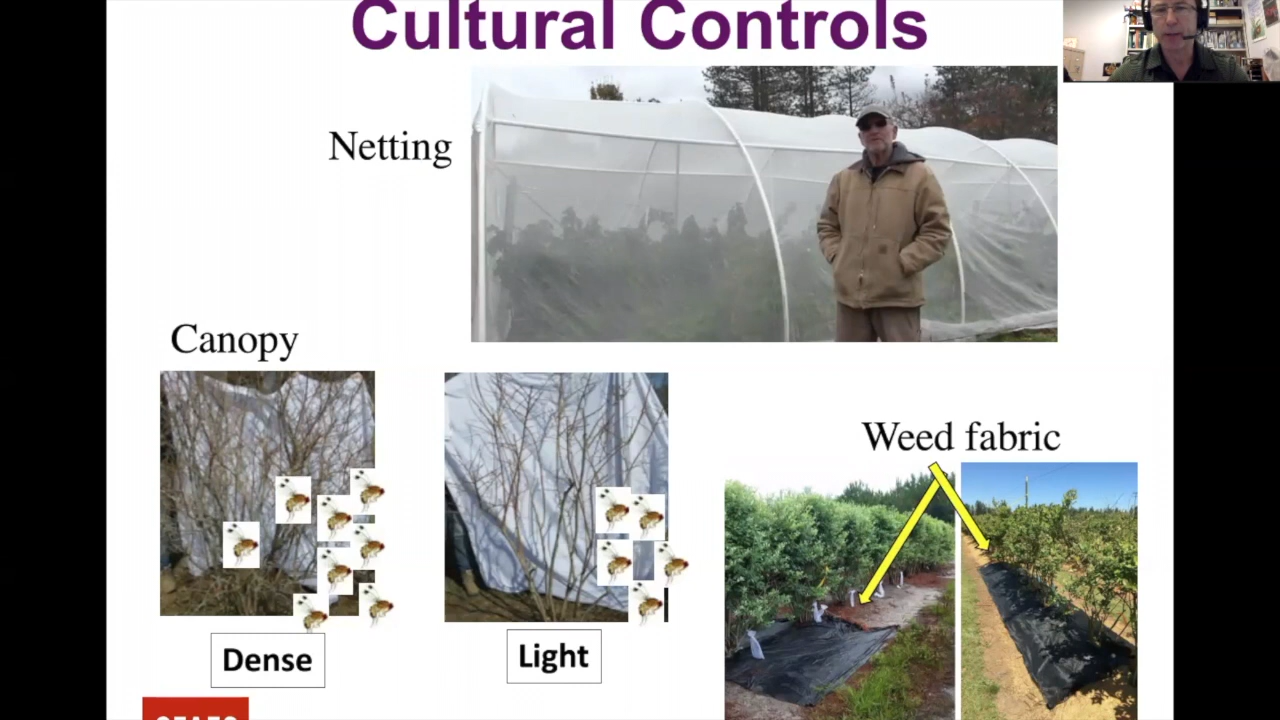 Cultural Controls
Netting
Canopy
Weed fabric
Dense
Light